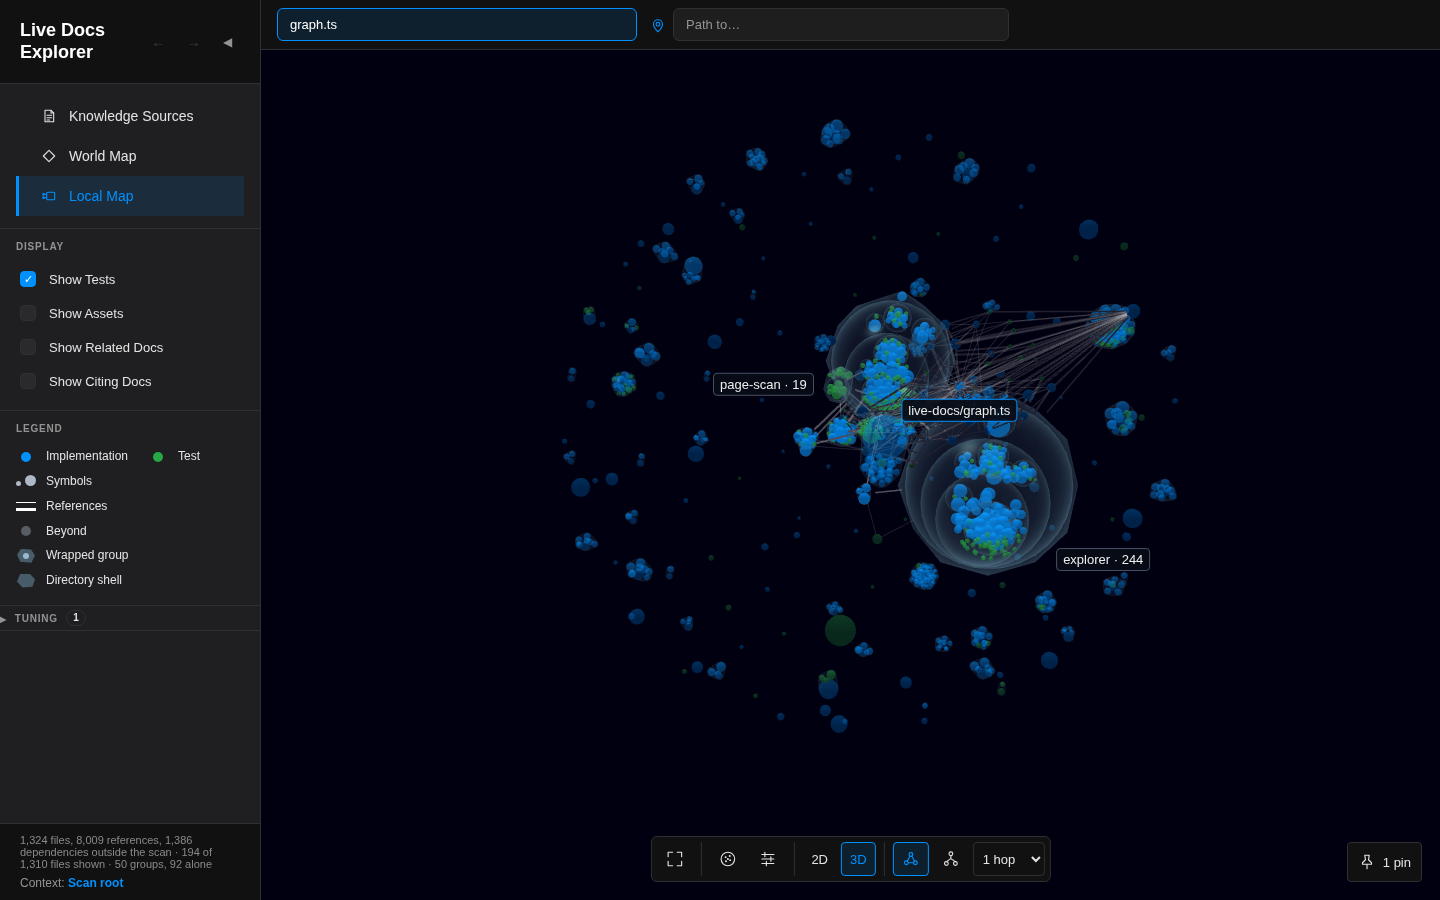 Live Docs
Explorer
← → ◀
graph.ts
Path to…
Knowledge Sources
World Map
Local Map
DISPLAY
✓ Show Tests
Show Assets
Show Related Docs
Show Citing Docs
LEGEND
Implementation
Test
Symbols
References
Beyond
Wrapped group
Directory shell
▶ TUNING 1
1,324 files, 8,009 references, 1,386
dependencies outside the scan · 194 of
1,310 files shown · 50 groups, 92 alone
Context: Scan root
page-scan · 19
live-docs/graph.ts
explorer · 244
2D
3D
1 hop
1 pin